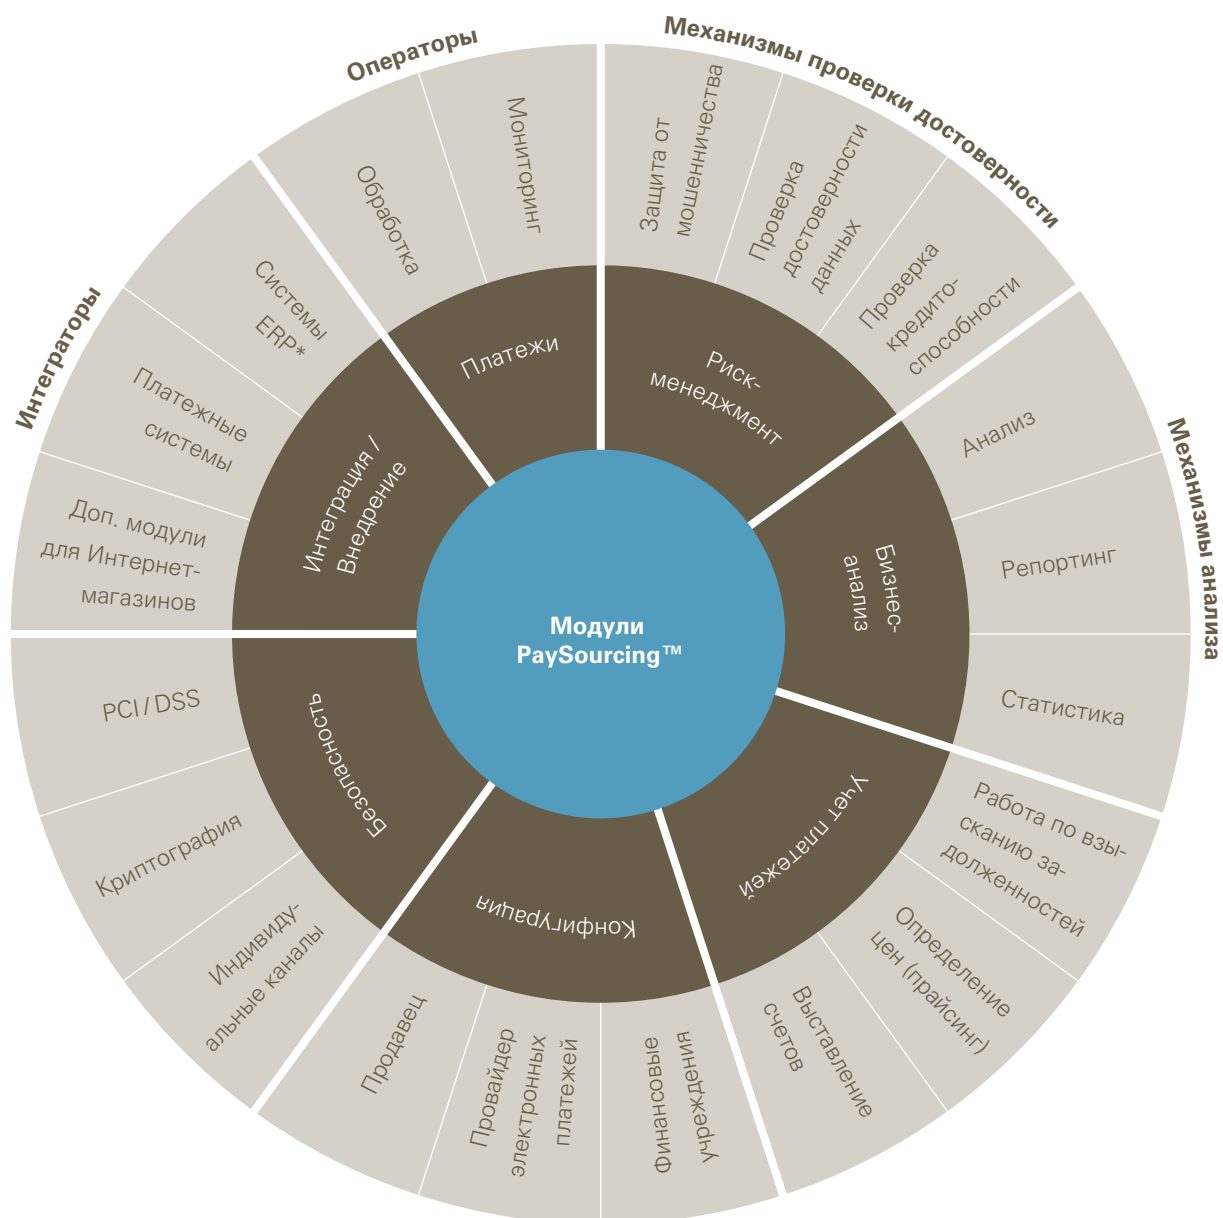 Операторы
Механизмы проверки достоверности
Механизмы анализа
Интеграторы
Мониторинг
Обработка
Защита от
мошенничества
Проверка
достоверности
данных
Проверка
кредито-
способности
Анализ
Репортинг
Статистика
Работа по взы-
сканию за-
долженностей
Определение
цен (прайсинг)
Выставление
счетов
Финансовые
учреждения
Провайдер
электронных
платежей
Продавец
Индивиду-
альные каналы
Криптография
PCI / DSS
Доп. модули
для Интернет-
магазинов
Платежные
системы
Системы
ERP*
Платежи
Риск-
менеджмент
Бизнес-
анализ
Учет платежей
Конфигурация
Безопасность
Интеграция /
Внедрение
Модули
PaySourcing™